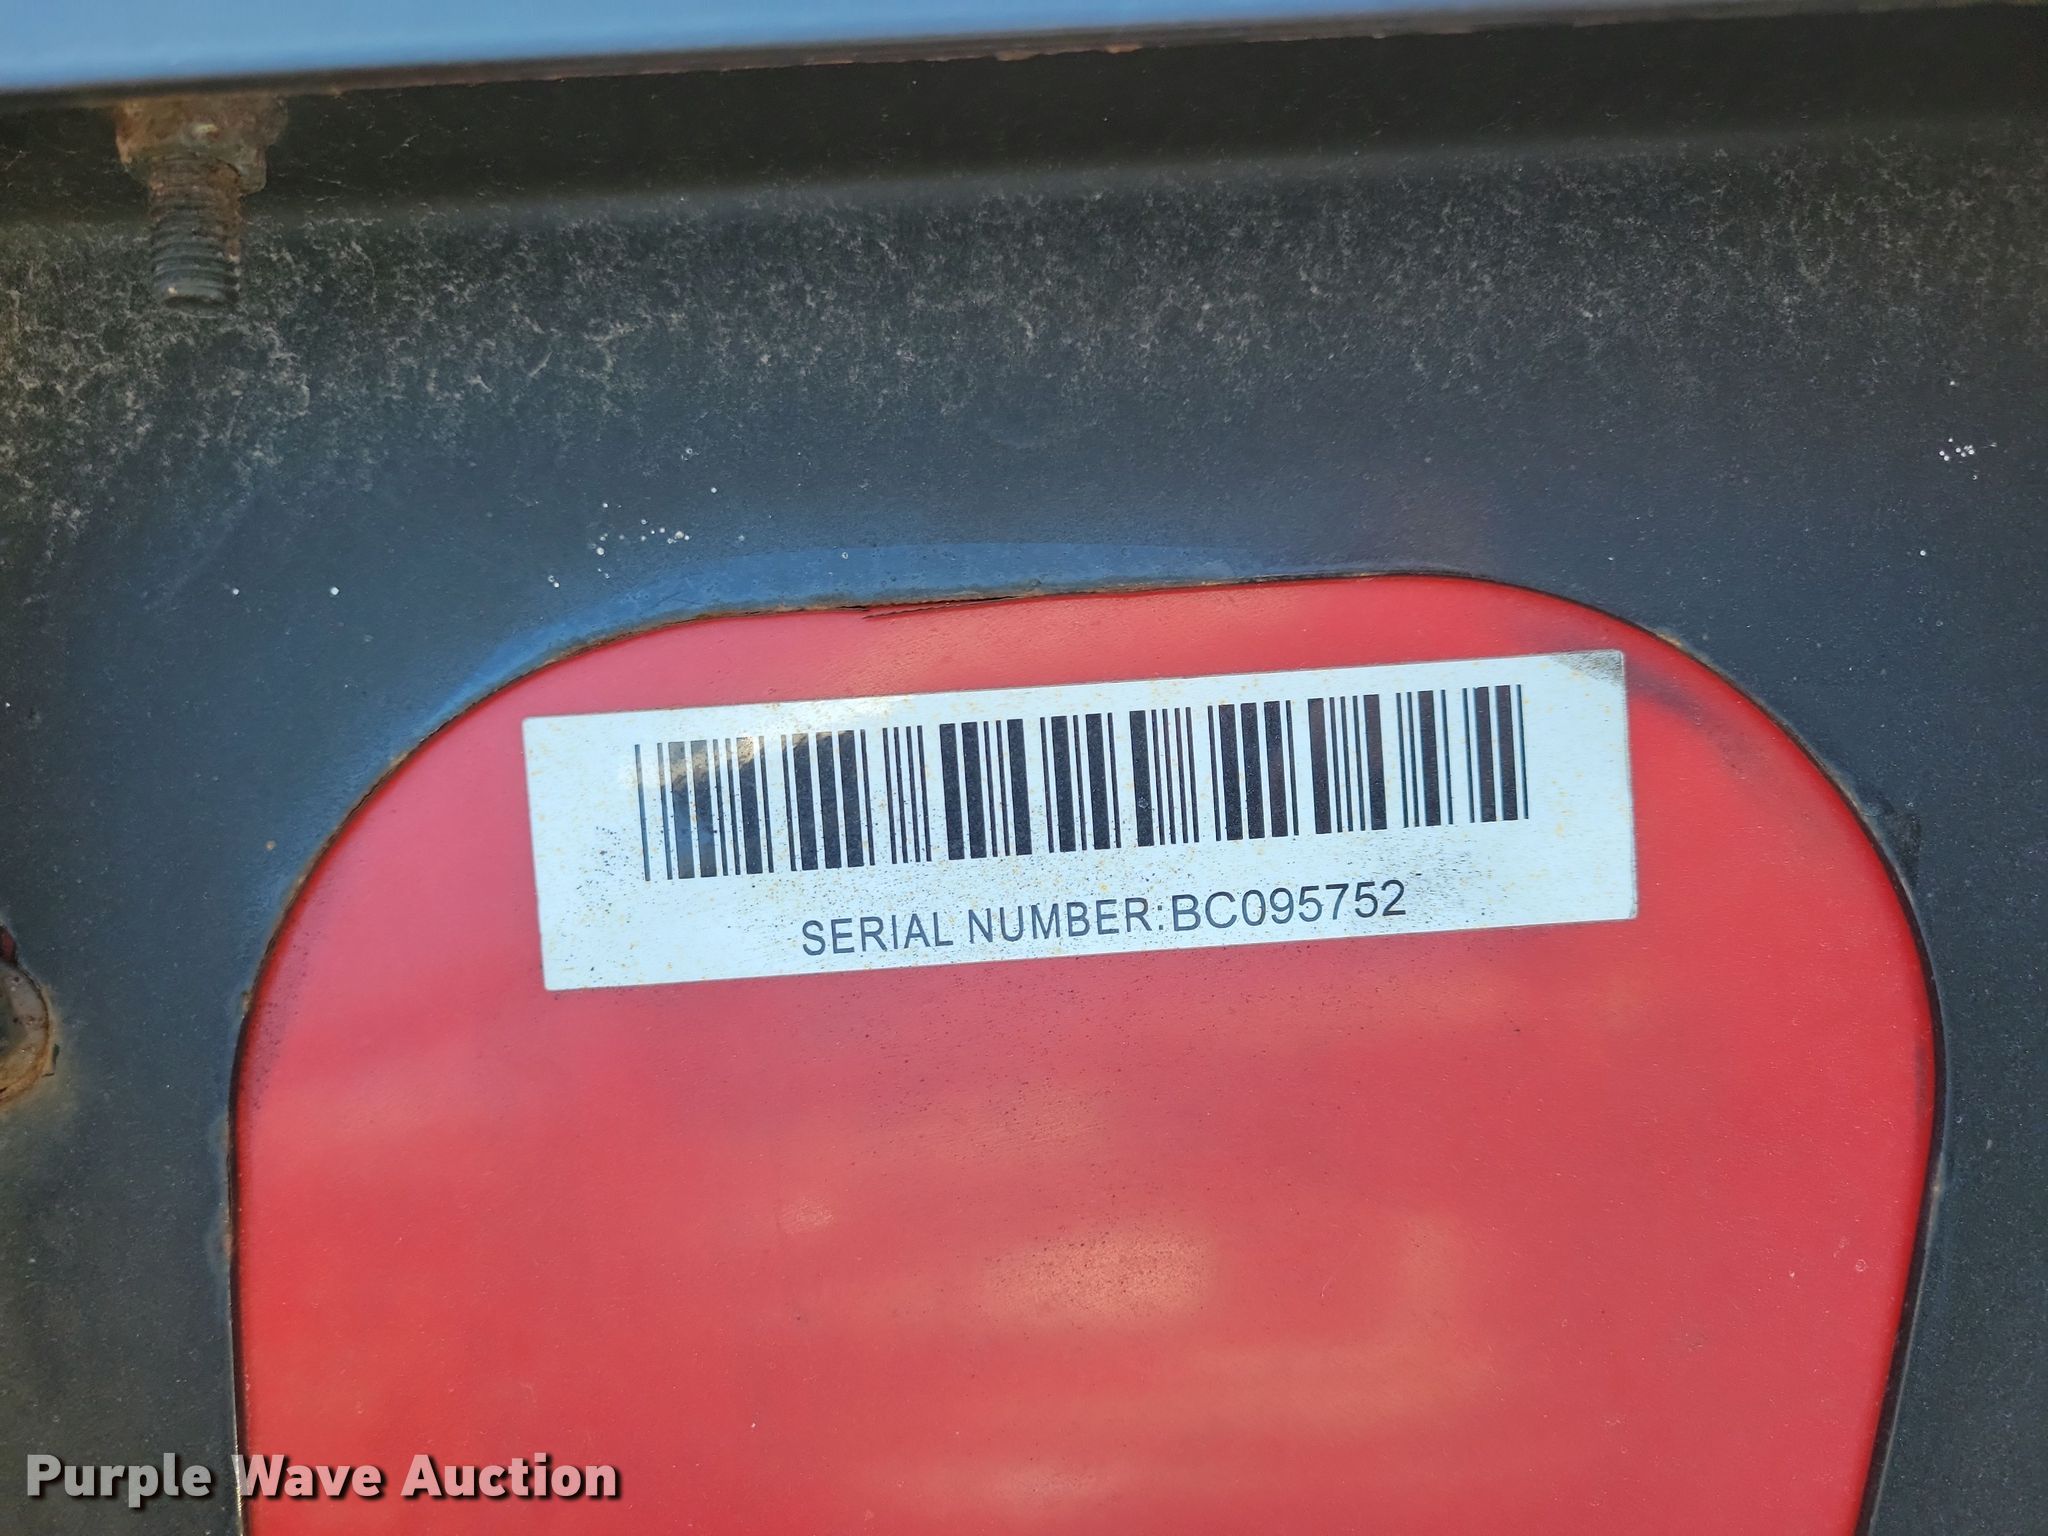 SERIAL NUMBER:BC095752
Purple Wave Auction